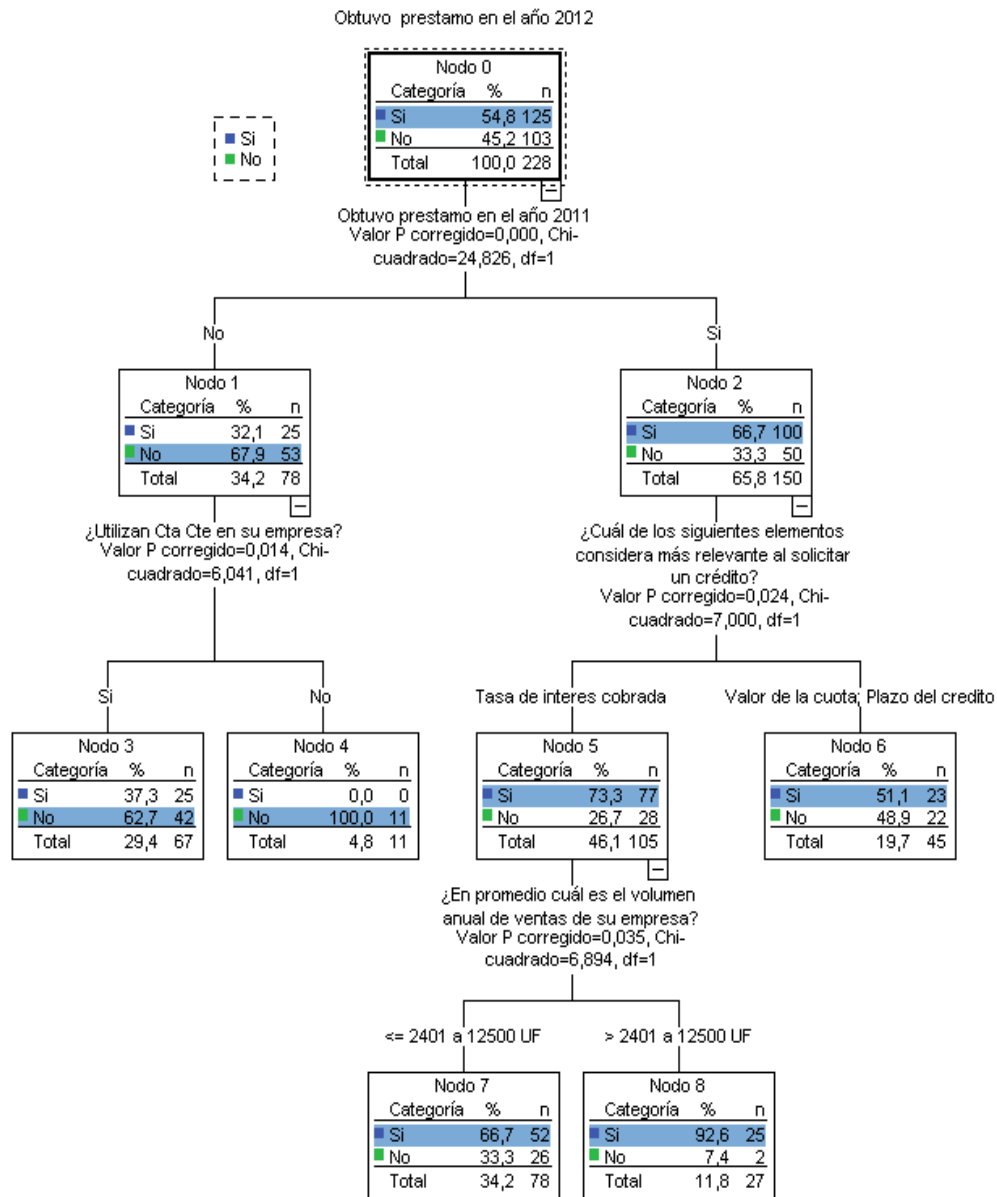 Obtuvo prestamo en el año 2012
Nodo 0
Categoría % n
Si 54,8 125
No 45,2 103
Total 100,0 228
Si
No
Obtuvo prestamo en el año 2011
Valor P corregido=0,000, Chi-
cuadrado=24,826, df=1
No
Si
Nodo 1
Categoría % n
Si 32,1 25
No 67,9 53
Total 34,2 78
Nodo 2
Categoría % n
Si 66,7 100
No 33,3 50
Total 65,8 150
¿Utilizan Cta Cte en su empresa?
Valor P corregido=0,014, Chi-
cuadrado=6,041, df=1
¿Cuál de los siguientes elementos
considera más relevante al solicitar
un crédito?
Valor P corregido=0,024, Chi-
cuadrado=7,000, df=1
Si
No
Tasa de interes cobrada
Valor de la cuota; Plazo del credito
Nodo 3
Categoría % n
Si 37,3 25
No 62,7 42
Total 29,4 67
Nodo 4
Categoría % n
Si 0,0 0
No 100,0 11
Total 4,8 11
Nodo 5
Categoría % n
Si 73,3 77
No 26,7 28
Total 46,1 105
Nodo 6
Categoría % n
Si 51,1 23
No 48,9 22
Total 19,7 45
¿En promedio cuál es el volumen
anual de ventas de su empresa?
Valor P corregido=0,035, Chi-
cuadrado=6,894, df=1
<= 2401 a 12500 UF
> 2401 a 12500 UF
Nodo 7
Categoría % n
Si 66,7 52
No 33,3 26
Total 34,2 78
Nodo 8
Categoría % n
Si 92,6 25
No 7,4 2
Total 11,8 27